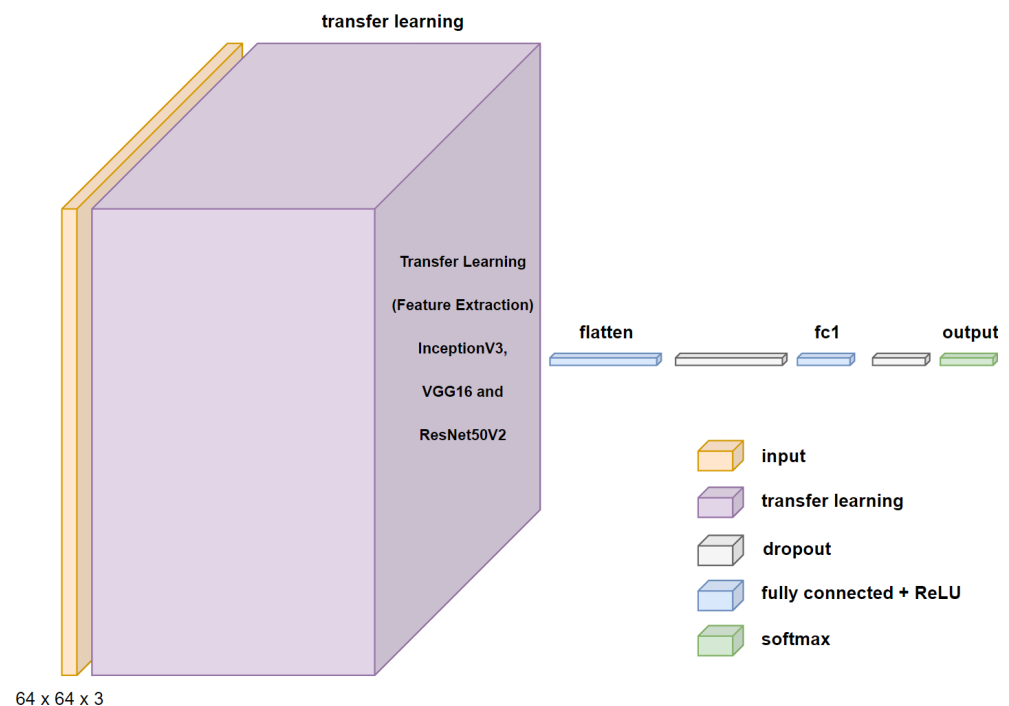 transfer learning
Transfer Learning
(Feature Extraction)
InceptionV3,
VGG16 and
ResNet50V2
flatten
fc1
output
input
transfer learning
dropout
fully connected + ReLU
softmax
64 x 64 x 3